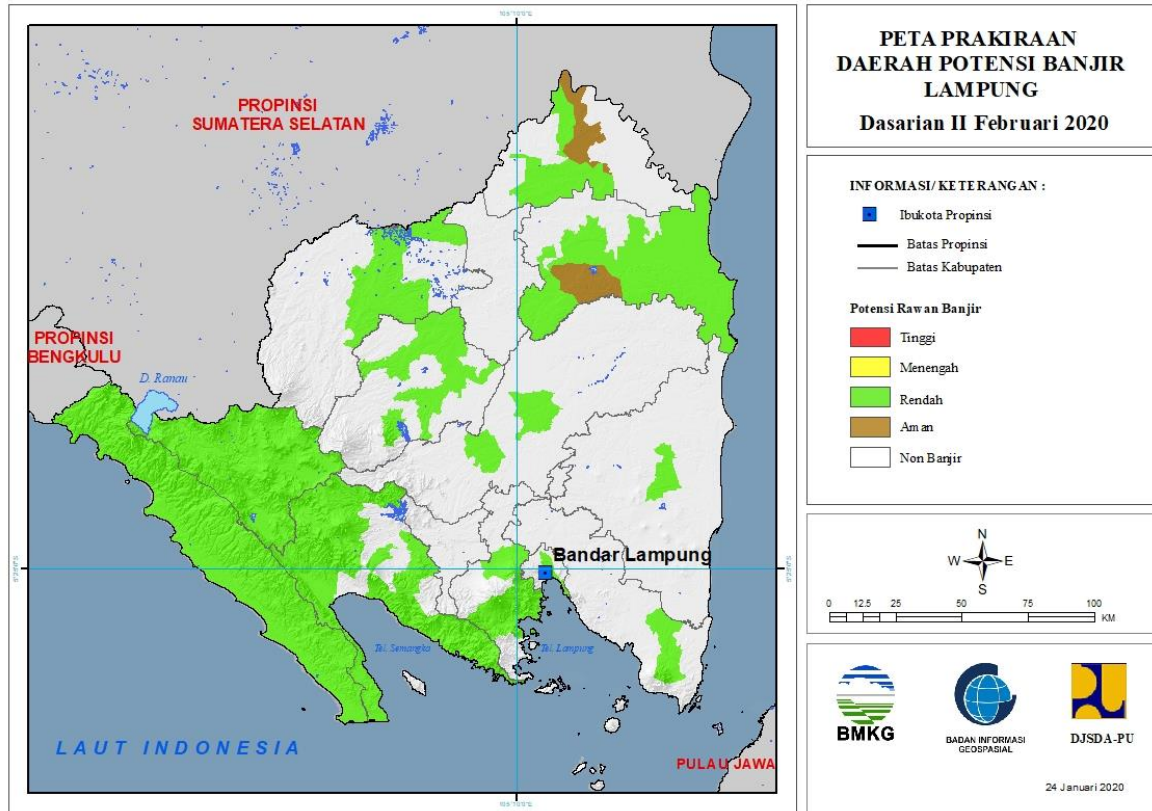 PROPINSI
SUMATERA SELATAN
PROPINSI
BENGKULU
D. Ranau
Bandar Lampung
Tel. Semangka
Tel. Lampung
LAUT INDONESIA
PULAU JAWA
PETA PRAKIRAAN
DAERAH POTENSI BANJIR
LAMPUNG
Dasarian II Februari 2020
INFORMASI/KETERANGAN :
Ibukota Propinsi
Batas Propinsi
Batas Kabupaten
Potensi Rawan Banjir
Tinggi
Menengah
Rendah
Aman
Non Banjir
N
W E
S
0 12.5 25 50 75 100
KM
BMKG
BADAN INFORMASI
GEOSPASIAL
DJSDA-PU
24 Januari 2020